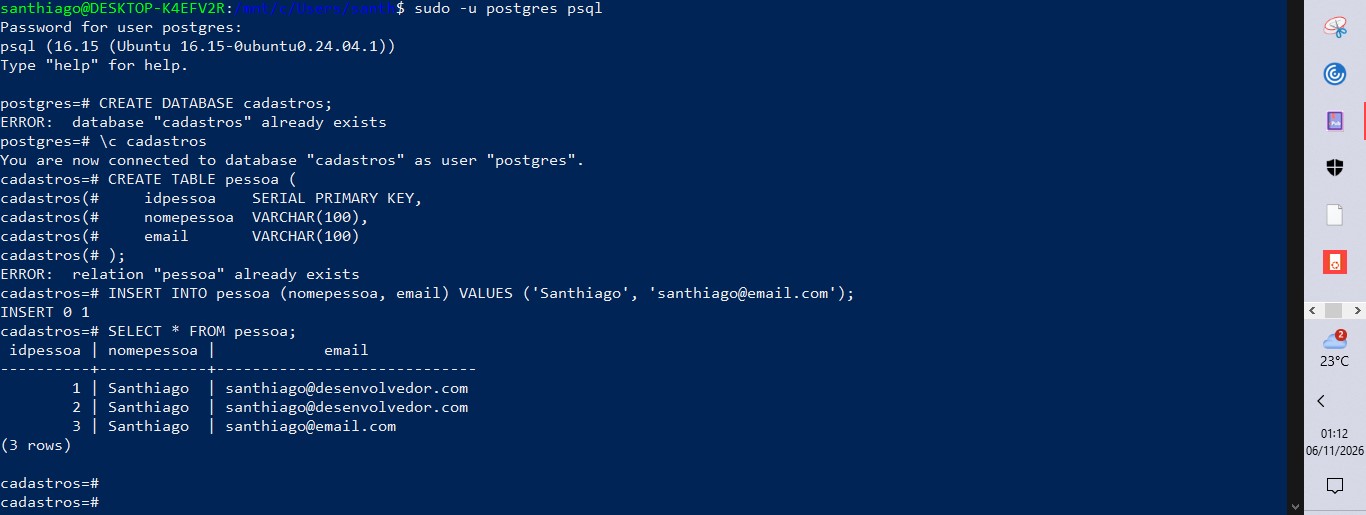 santhiago@DESKTOP-K4EFV2R:/mnt/c/Users/santh$ sudo -u postgres psql
Password for user postgres:
psql (16.15 (Ubuntu 16.15-0ubuntu0.24.04.1))
Type "help" for help.
postgres=# CREATE DATABASE cadastros;
ERROR:  database "cadastros" already exists
postgres=# \c cadastros
You are now connected to database "cadastros" as user "postgres".
cadastros=# CREATE TABLE pessoa (
cadastros(#     idpessoa    SERIAL PRIMARY KEY,
cadastros(#     nomepessoa  VARCHAR(100),
cadastros(#     email       VARCHAR(100)
cadastros(# );
ERROR:  relation "pessoa" already exists
cadastros=# INSERT INTO pessoa (nomepessoa, email) VALUES ('Santhiago', 'santhiago@email.com');
INSERT 0 1
cadastros=# SELECT * FROM pessoa;
 idpessoa | nomepessoa |            email
----------+------------+-----------------------------
        1 | Santhiago  | santhiago@desenvolvedor.com
        2 | Santhiago  | santhiago@desenvolvedor.com
        3 | Santhiago  | santhiago@email.com
(3 rows)
cadastros=#
cadastros=#
2
23°C
01:12
06/11/2026